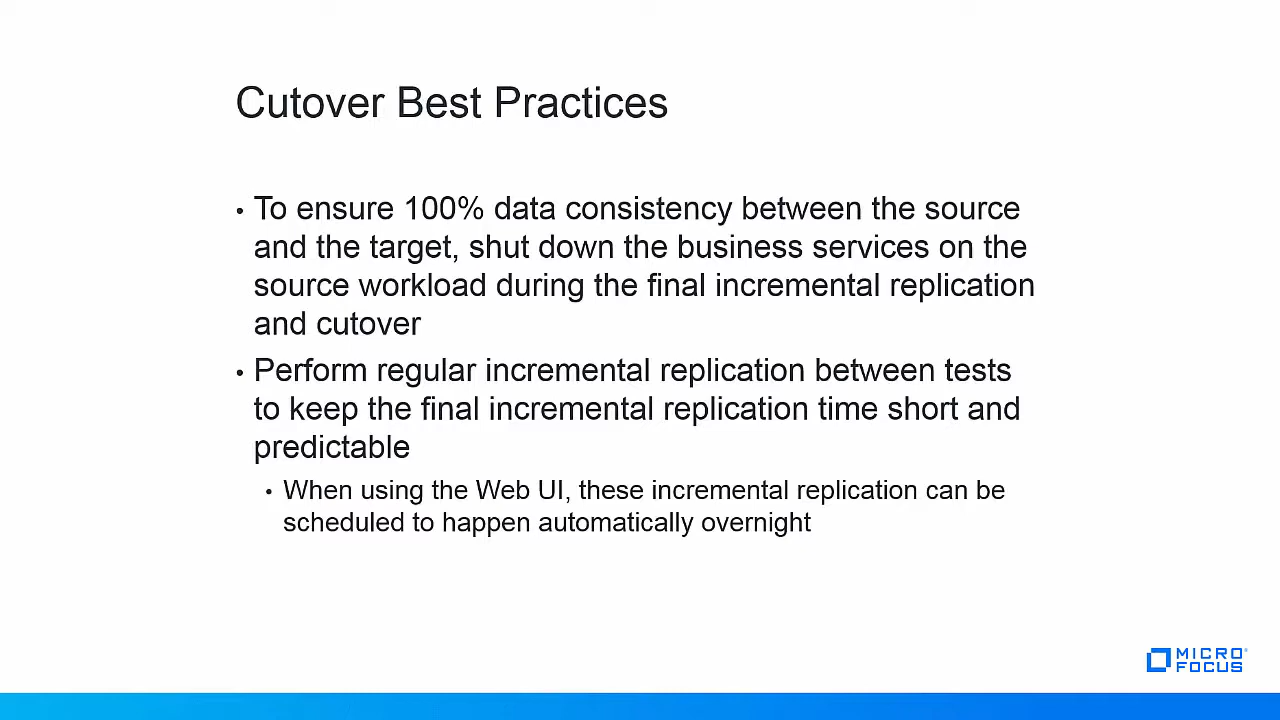 Cutover Best Practices
• To ensure 100% data consistency between the source
and the target, shut down the business services on the
source workload during the final incremental replication
and cutover
• Perform regular incremental replication between tests
to keep the final incremental replication time short and
predictable
• When using the Web UI, these incremental replication can be
scheduled to happen automatically overnight
MICRO
FOCUS